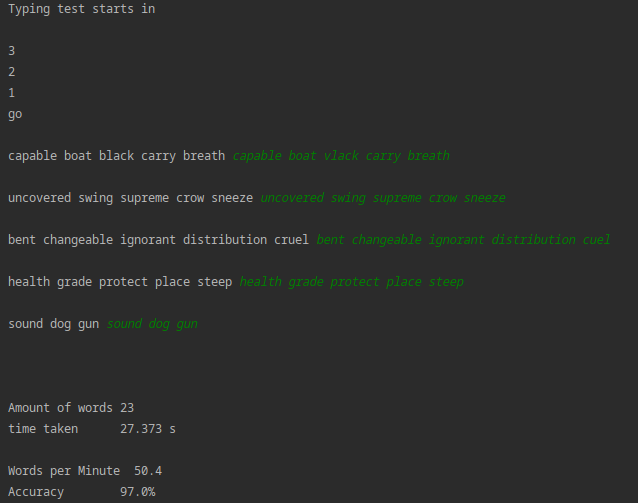 Typing test starts in
3
2
1
go
capable boat black carry breath capable boat vlack carry breath
uncovered swing supreme crow sneeze uncovered swing supreme crow sneeze
bent changeable ignorant distribution cruel bent changeable ignorant distribution cuel
health grade protect place steep health grade protect place steep
sound dog gun sound dog gun
Amount of words 23
time taken 27.373 s
Words per Minute 50.4
Accuracy 97.0%